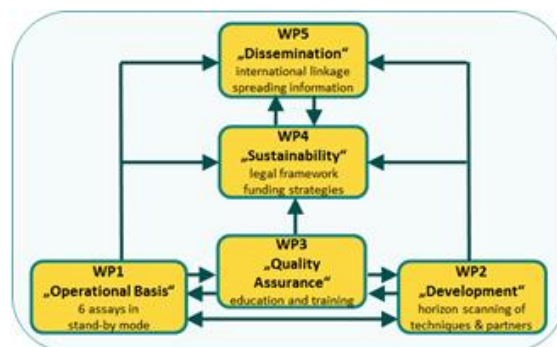 WP5
„Dissemination“
international linkage
spreading information
WP4
„Sustainability“
legal framework
funding strategies
WP3
„Quality
Assurance“
education and training
WP1
„Operational Basis“
6 assays in
stand-by mode
WP2
„Development“
horizon scanning of
techniques & partners